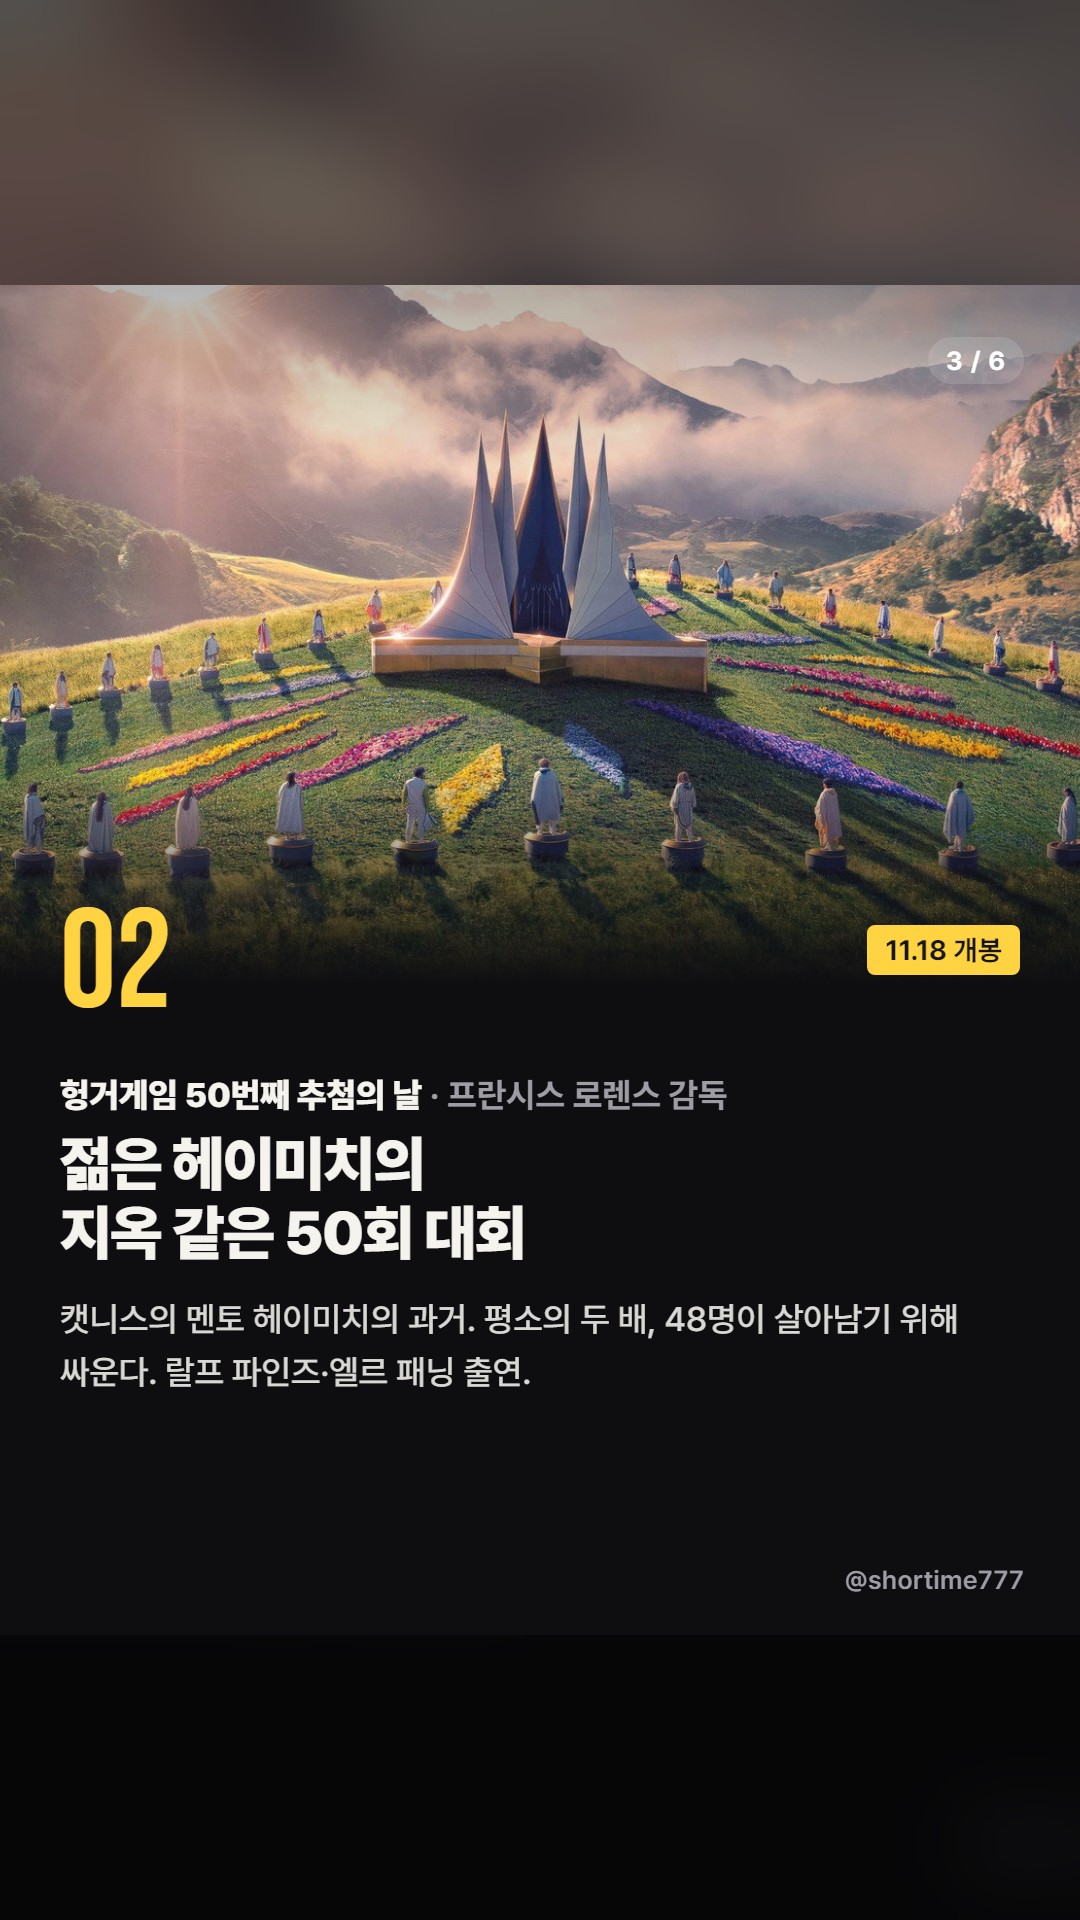 3 / 6
02
11.18 개봉
헝거게임 50번째 추첨의 날 · 프란시스 로렌스 감독
젊은 헤이미치의
지옥 같은 50회 대회
캣니스의 멘토 헤이미치의 과거. 평소의 두 배, 48명이 살아남기 위해
싸운다. 랄프 파인즈·엘르 패닝 출연.
@shortime777